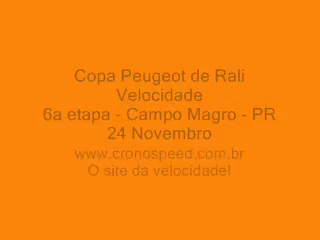 Copa Peugeot de Rali
Velocidade
6a etapa - Campo Magro - PR
24 Novembro
www.cronospeed.com.br
O site da velocidade!